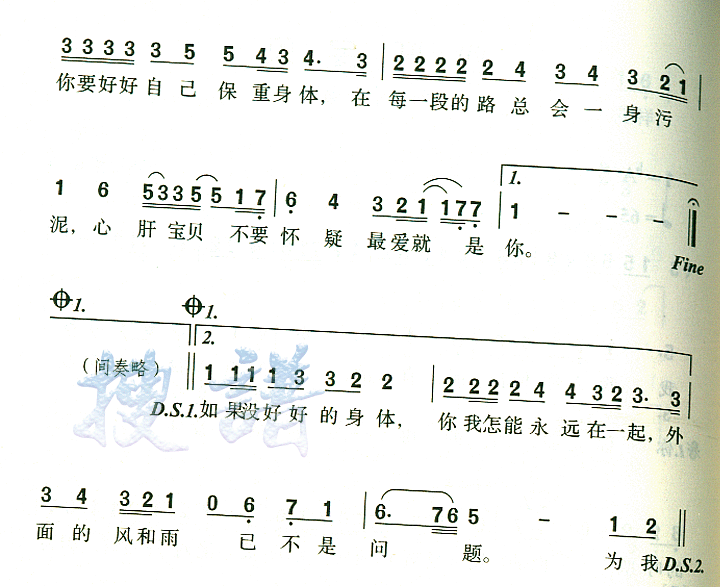 3 3 3 3 3 5 5 4 3 4. 3 | 2 2 2 2 2 4 3 4 3 2 1 |
你要好好自己 保重身体，在 每一段的路总会一身污
1.
1 6 5 3 3 5 5 1 7 | 6 4 3 2 1 1 7 7 | 1 – – –
泥，心肝宝贝 不要怀疑 最爱就是你。 Fine
1. 1.
2.
（间奏略） 1 1 1 1 3 3 2 2 | 2 2 2 2 2 4 4 3 2 3. 3
D.S.1.如果没好好的身体， 你我怎能永远在一起，外
3 4 3 2 1 0 6 7 1 | 6. 7 6 5 – 1 2
面的风和雨 己不是问题。 为我D.S.2.
搜谱